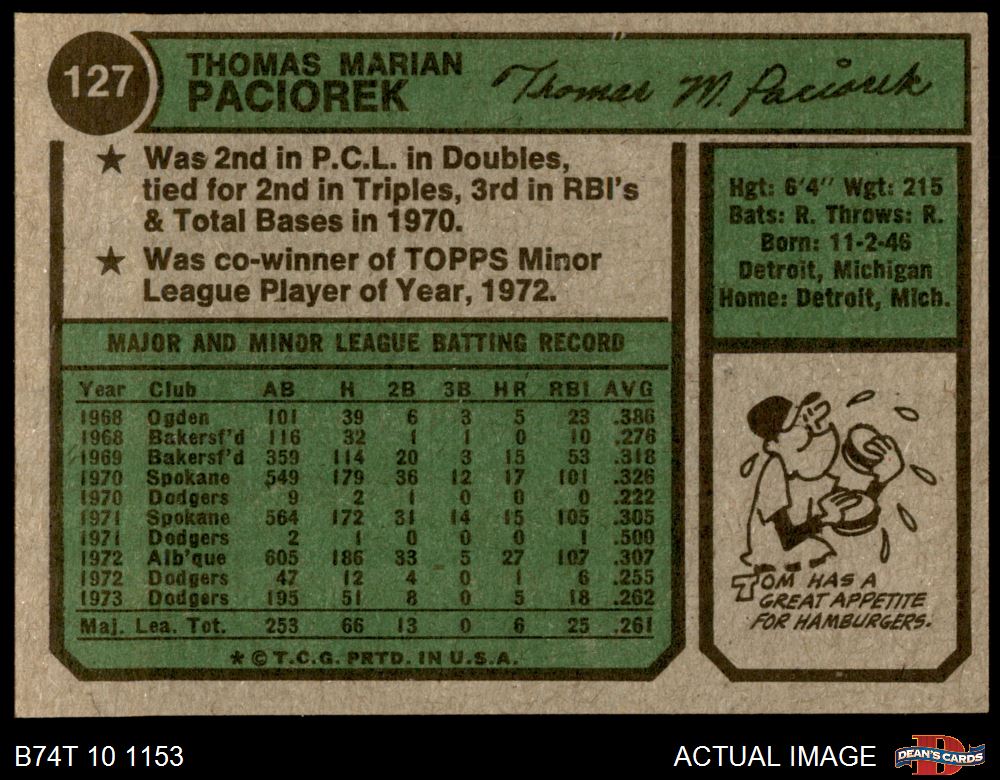 127
THOMAS MARIAN
PACIOREK
Thomas M. Paciorek
★ Was 2nd in P.C.L. in Doubles,
tied for 2nd in Triples, 3rd in RBI's
& Total Bases in 1970.
★ Was co-winner of TOPPS Minor
League Player of Year, 1972.
Hgt: 6'4" Wgt: 215
Bats: R. Throws: R.
Born: 11-2-46
Detroit, Michigan
Home: Detroit, Mich.
MAJOR AND MINOR LEAGUE BATTING RECORD
Year Club AB H 2B 3B HR RBI AVG
1968 Ogden 101 39 6 3 5 23 .386
1968 Bakersf'd 116 32 1 1 0 10 .276
1969 Bakersf'd 359 114 20 3 15 53 .318
1970 Spokane 549 179 36 12 17 101 .326
1970 Dodgers 9 2 1 0 0 0 .222
1971 Spokane 564 172 31 14 15 105 .305
1971 Dodgers 2 1 0 0 0 1 .500
1972 Alb'que 605 186 33 5 27 107 .307
1972 Dodgers 47 12 4 0 1 6 .255
1973 Dodgers 195 51 8 0 5 18 .262
Maj. Lea. Tot. 253 66 13 0 6 25 .261
★ © T.C.G. PRTD. IN U.S.A.
TOM HAS A
GREAT APPETITE
FOR HAMBURGERS.
B74T 10 1153
ACTUAL IMAGE
D
DEAN'S CARDS